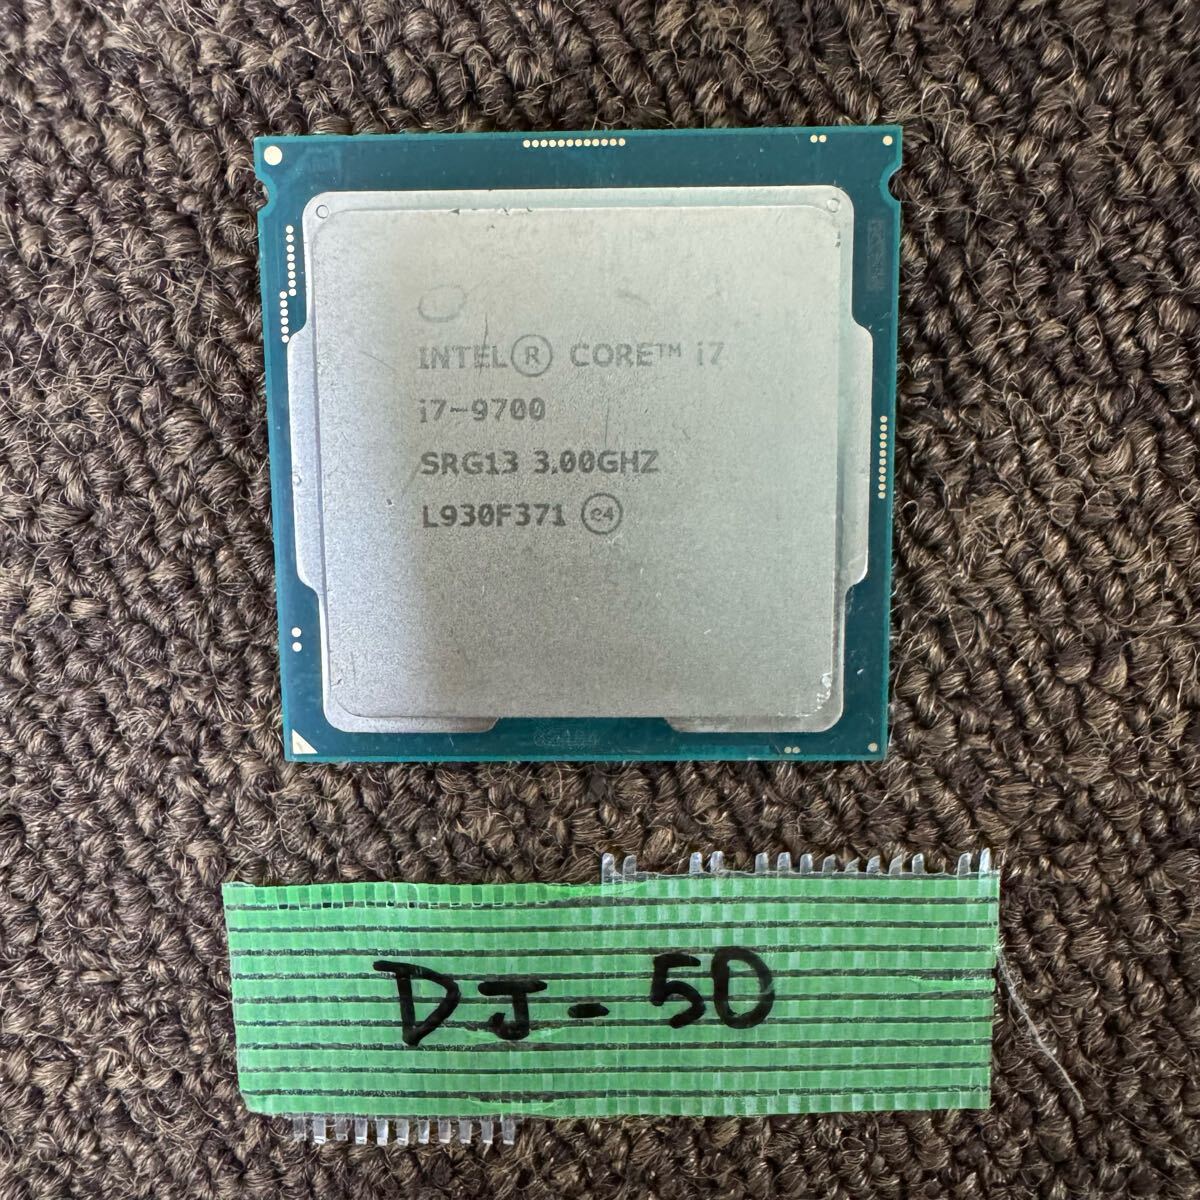 INTEL® CORE™ i7
i7-9700
SRG13 3.00GHZ
L930F371 e4
DJ-50